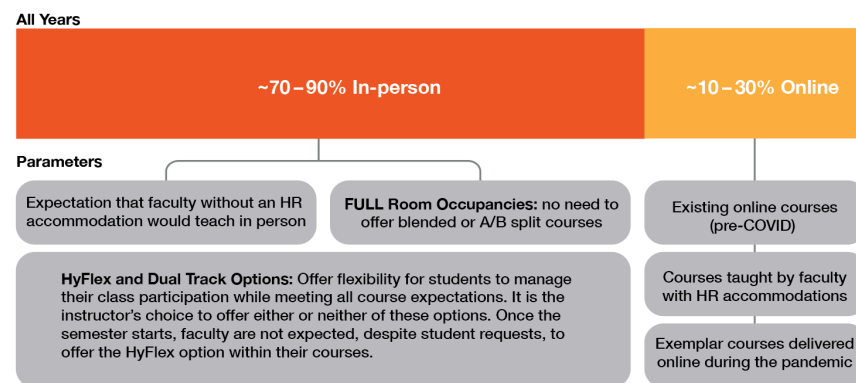 All Years
~70–90% In-person
~10–30% Online
Parameters
Expectation that faculty without an HR
accommodation would teach in person
FULL Room Occupancies: no need to
offer blended or A/B split courses
Existing online courses
(pre-COVID)
HyFlex and Dual Track Options: Offer flexibility for students to manage
their class participation while meeting all course expectations. It is the
instructor’s choice to offer either or neither of these options. Once the
semester starts, faculty are not expected, despite student requests, to
offer the HyFlex option within their courses.
Courses taught by faculty
with HR accommodations
Exemplar courses delivered
online during the pandemic